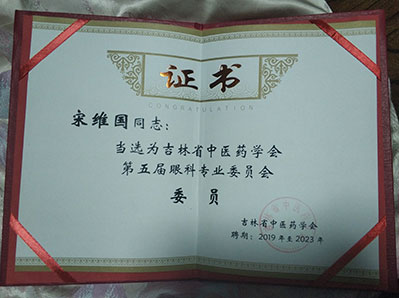 证书
CONGRATULATION
宋维国同志:
当选为吉林省中医药学会
第五届眼科专业委员会
委员
吉林省中医药学会
聘期:2019年至2023年